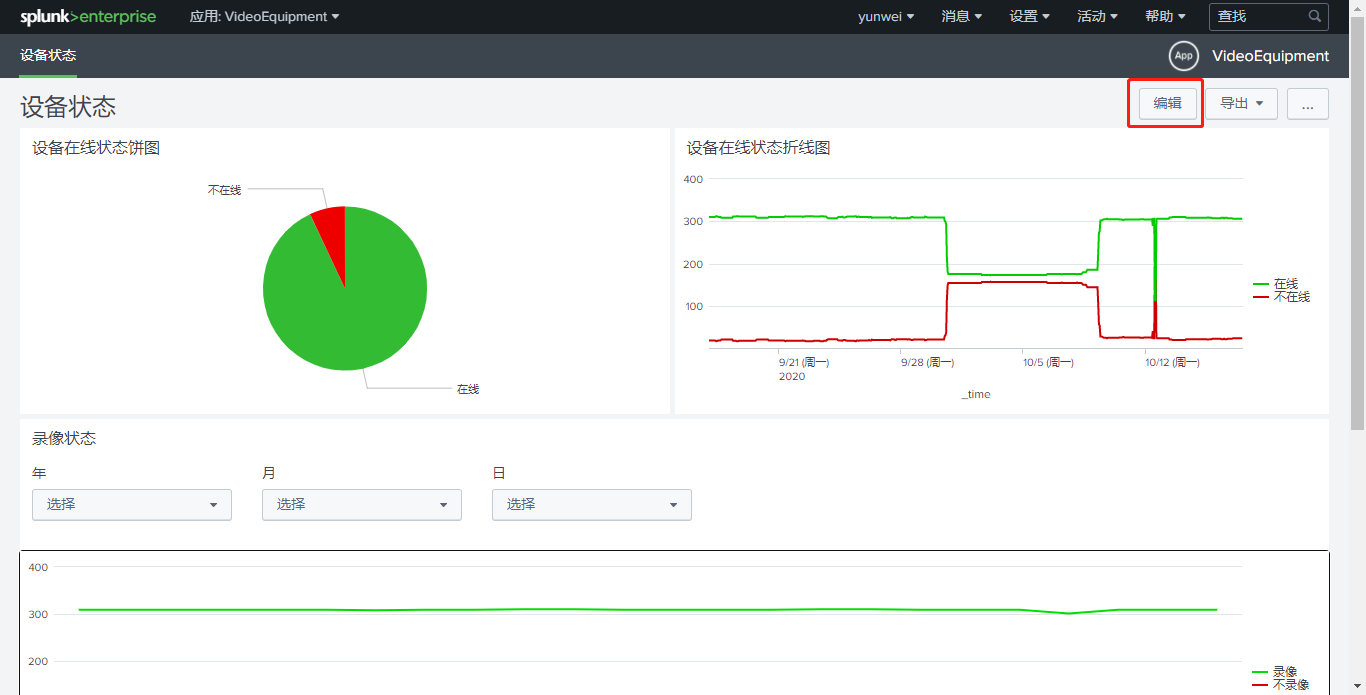 splunk>enterprise 应用: VideoEquipment yunwei 消息 设置 活动 帮助 查找
设备状态 App VideoEquipment
设备状态 编辑 导出 ...
设备在线状态饼图
不在线
在线
设备在线状态折线图
400
300
200
100
9/21 (周一) 9/28 (周一) 10/5 (周一) 10/12 (周一)
2020
_time
在线
不在线
录像状态
年 月 日
选择 选择 选择
400
300
200
录像
不录像